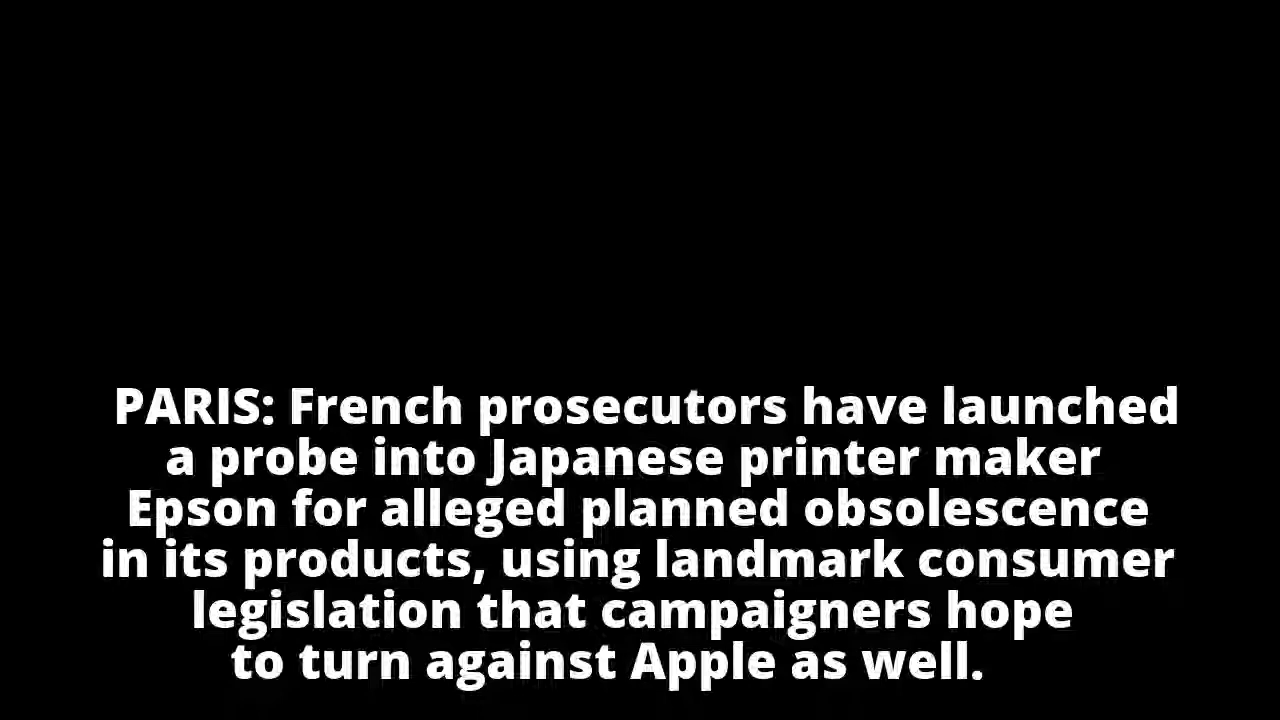 PARIS: French prosecutors have launched
a probe into Japanese printer maker
Epson for alleged planned obsolescence
in its products, using landmark consumer
legislation that campaigners hope
to turn against Apple as well.